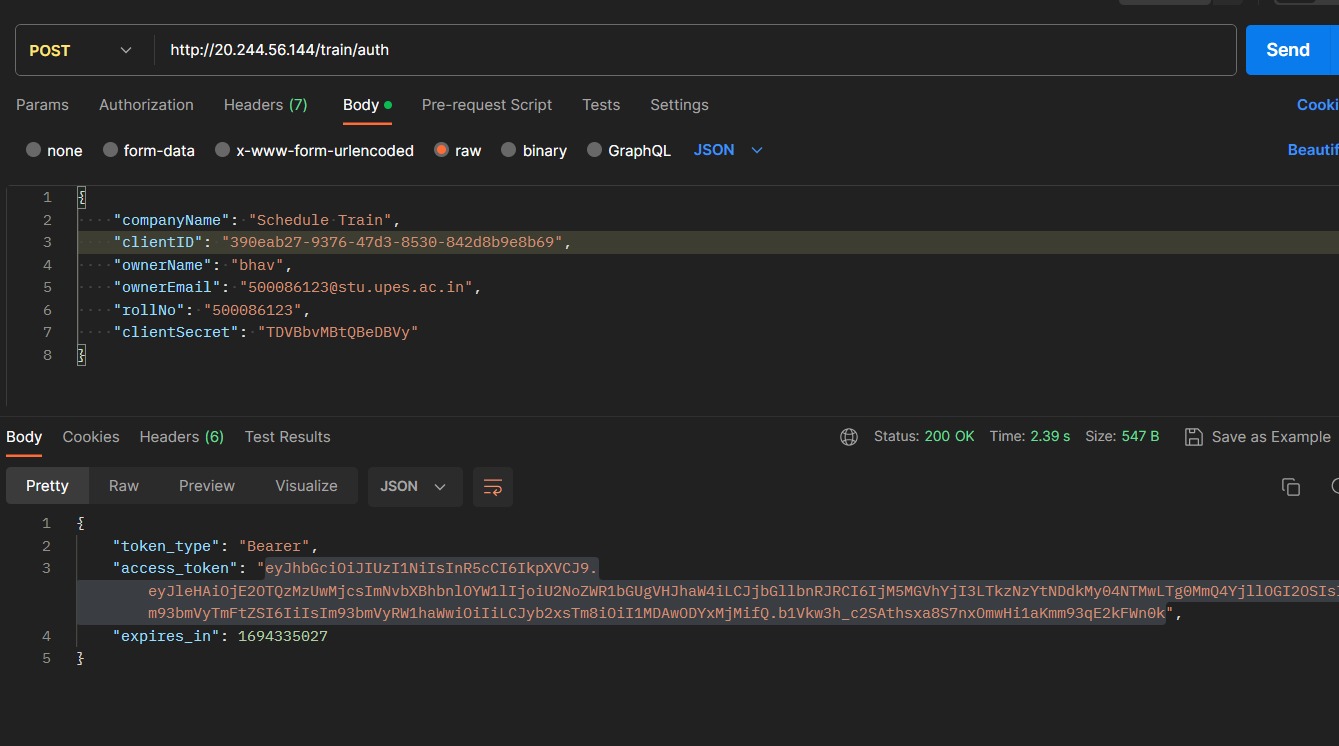 POST http://20.244.56.144/train/auth Send
Params Authorization Headers (7) Body Pre-request Script Tests Settings Cooki
none form-data x-www-form-urlencoded raw binary GraphQL JSON Beautif
1 {
2 "companyName": "Schedule Train",
3 "clientID": "390eab27-9376-47d3-8530-842d8b9e8b69",
4 "ownerName": "bhav",
5 "ownerEmail": "500086123@stu.upes.ac.in",
6 "rollNo": "500086123",
7 "clientSecret": "TDVBbvMBtQBeDBVy"
8 }
Body Cookies Headers (6) Test Results Status: 200 OK Time: 2.39 s Size: 547 B Save as Example
Pretty Raw Preview Visualize JSON
1 {
2 "token_type": "Bearer",
3 "access_token": "eyJhbGciOiJIUzI1NiIsInR5cCI6IkpXVCJ9.
eyJleHAiOjE2OTQzMzUwMjcsImNvbXBhbnlOYW1lIjoiU2NoZWR1bGUgVHJhaW4iLCJjbGllbnRJRCI6IjM5MGVhYjI3LTkzNzYtNDdkMy04NTMwLTg0MmQ4YjllOGI2OSIsI
m93bmVyTmFtZSI6IiIsIm93bmVyRW1haWwiOiIiLCJyb2xsTm8iOiI1MDAwODYxMjMifQ.b1Vkw3h_c2SAthsxa8S7nxOmwHi1aKmm93qE2kFWn0k",
4 "expires_in": 1694335027
5 }